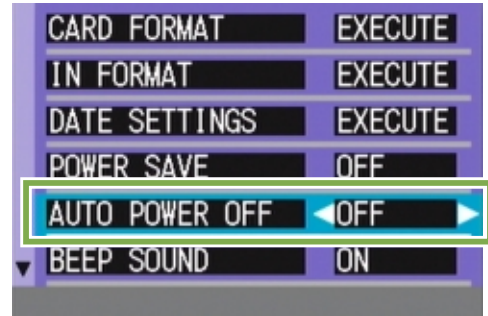 CARD FORMAT EXECUTE
IN FORMAT EXECUTE
DATE SETTINGS EXECUTE
POWER SAVE OFF
AUTO POWER OFF OFF
BEEP SOUND ON